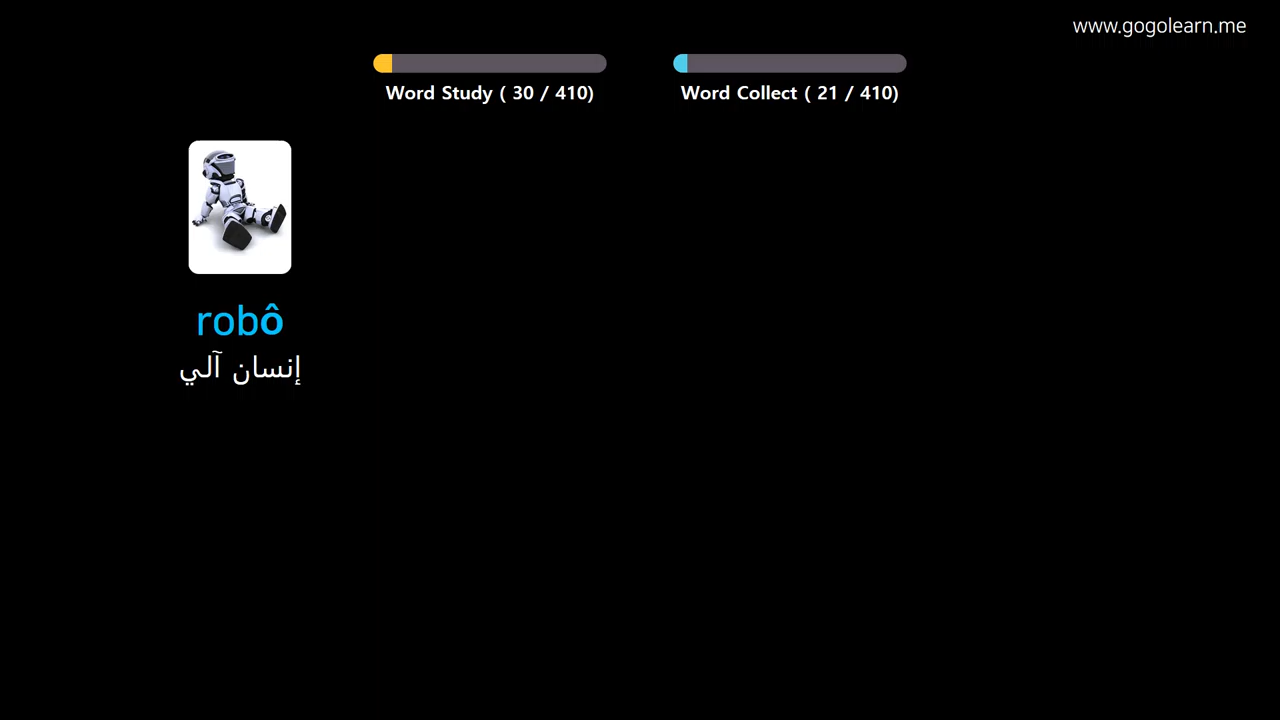 www.gogolearn.me
Word Study ( 30 / 410)
Word Collect ( 21 / 410)
robô
إنسان آلي